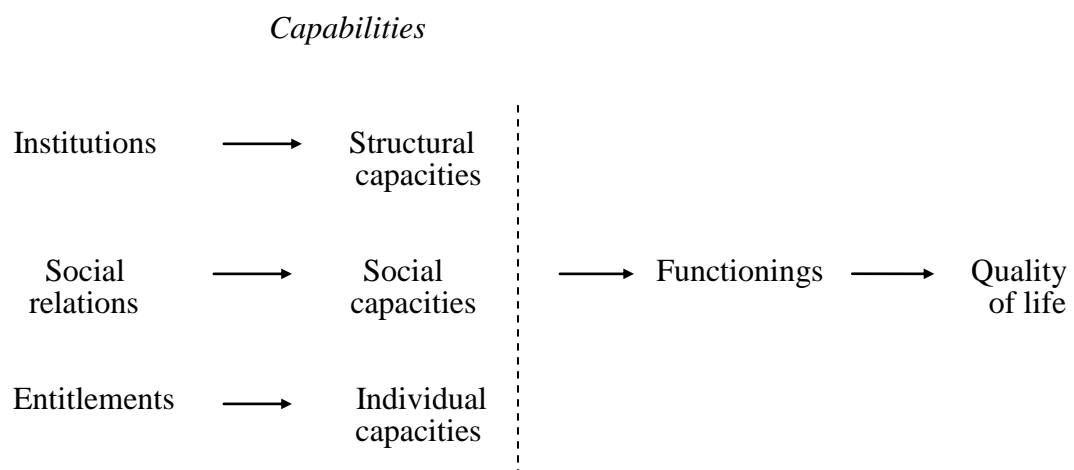 Capabilities
Institutions
Structural
capacities
Social
relations
Social
capacities
Functionings
Quality
of life
Entitlements
Individual
capacities